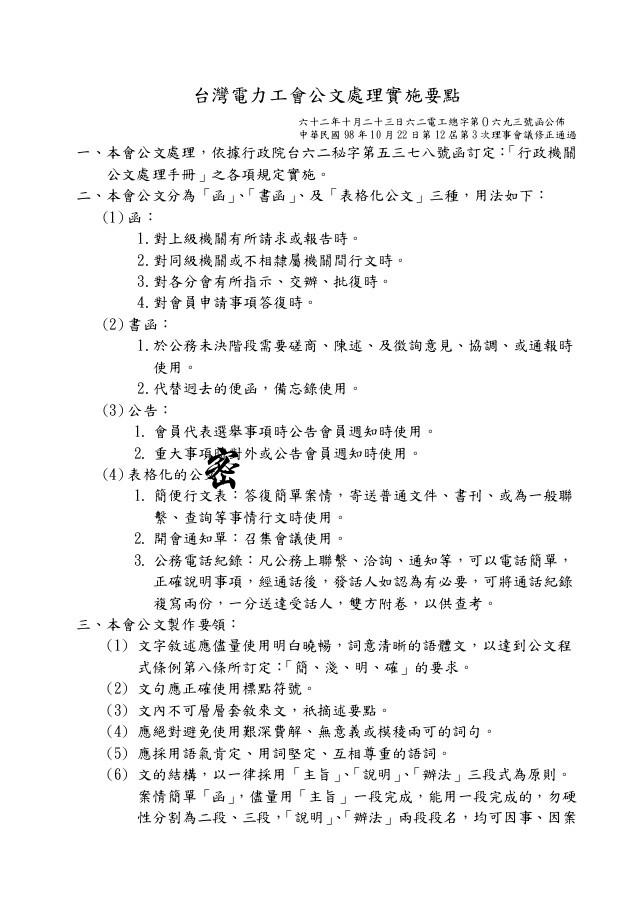 台灣電力工會公文處理實施要點
六十二年十月二十三日六二電工總字第0六九三號函公佈
中華民國98年10月22日第12屆第3次理事會議修正通過
一、本會公文處理，依據行政院台六二秘字第五三七八號函訂定：「行政機關
公文處理手冊」之各項規定實施。
二、本會公文分為「函」、「書函」、及「表格化公文」三種，用法如下：
(1)函：
1.對上級機關有所請求或報告時。
2.對同級機關或不相隸屬機關間行文時。
3.對各分會有所指示、交辦、批復時。
4.對會員申請事項答復時。
(2)書函：
1.於公務未決階段需要磋商、陳述、及徵詢意見、協調、或通報時
使用。
2.代替迥去的便函，備忘錄使用。
(3)公告：
1. 會員代表選舉事項時公告會員週知時使用。
2. 重大事項對外或公告會員週知時使用。
密
(4)表格化的公
1. 簡便行文表：答復簡單案情，寄送普通文件、書刊、或為一般聯
繫、查詢等事情行文時使用。
2. 開會通知單：召集會議使用。
3. 公務電話紀錄：凡公務上聯繫、洽詢、通知等，可以電話簡單，
正確說明事項，經通話後，發話人如認為有必要，可將通話紀錄
複寫兩份，一分送達受話人，雙方附卷，以供查考。
三、本會公文製作要領：
(1) 文字敘述應儘量使用明白曉暢，詞意清晰的語體文，以達到公文程
式條例第八條所訂定：「簡、淺、明、確」的要求。
(2) 文句應正確使用標點符號。
(3) 文內不可層層套敘來文，祇摘述要點。
(4) 應絕對避免使用艱深費解、無意義或模稜兩可的詞句。
(5) 應採用語氣肯定、用詞堅定、互相尊重的語詞。
(6) 文的結構，以一律採用「主旨」、「說明」、「辦法」三段式為原則。
案情簡單「函」，儘量用「主旨」一段完成，能用一段完成的，勿硬
性分割為二段、三段，「說明」、「辦法」兩段段名，均可因事、因案